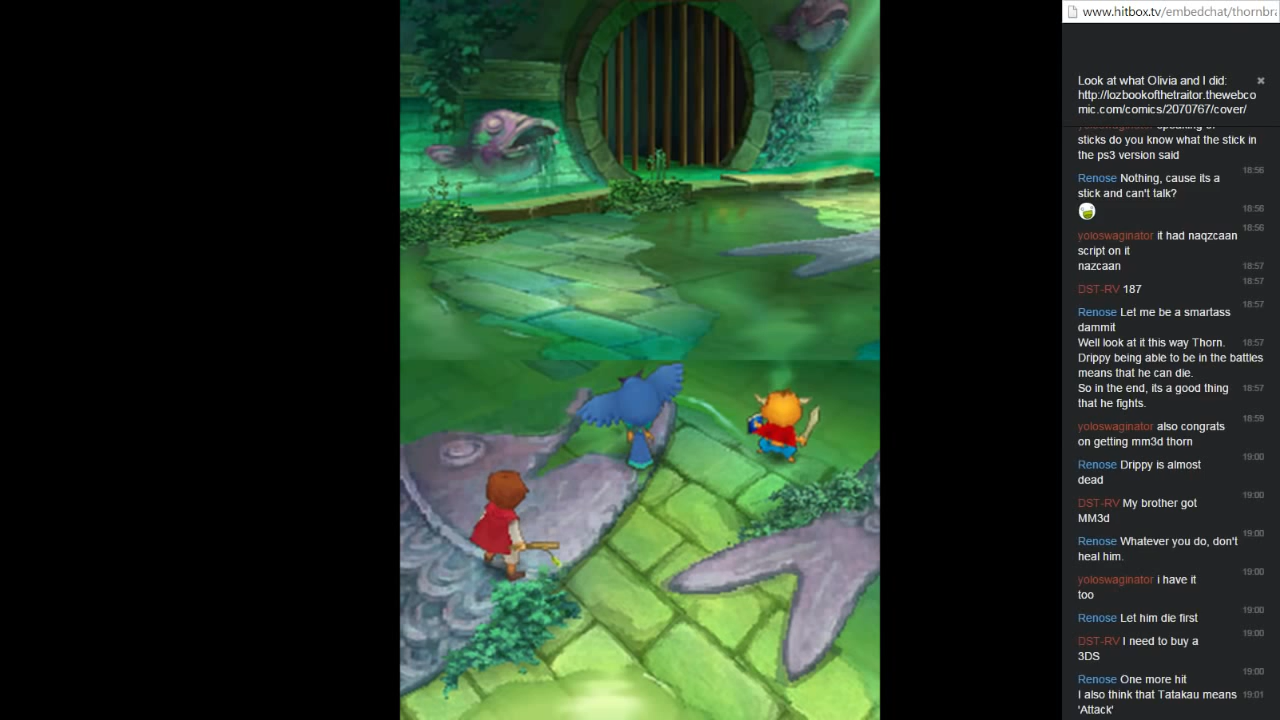 www.hitbox.tv/embedchat/thornbra
Look at what Olivia and I did:
http://lozbookofthetraitor.thewebco
mic.com/comics/2070767/cover/
sticks do you know what the stick in
the ps3 version said
Renose Nothing, cause its a 18:56
stick and can't talk?
18:56
yoloswaginator it had naqzcaan 18:56
script on it
nazcaan 18:57
DST-RV 187 18:57
Renose Let me be a smartass 18:57
dammit
Well look at it this way Thorn. 18:57
Drippy being able to be in the battles
means that he can die.
So in the end, its a good thing 18:57
that he fights.
yoloswaginator also congrats 18:59
on getting mm3d thorn
Renose Drippy is almost 19:00
dead
DST-RV My brother got 19:00
MM3d
Renose Whatever you do, don't 19:00
heal him.
yoloswaginator i have it 19:00
too
Renose Let him die first 19:00
DST-RV I need to buy a 19:00
3DS
Renose One more hit 19:00
I also think that Tatakau means 19:01
'Attack'